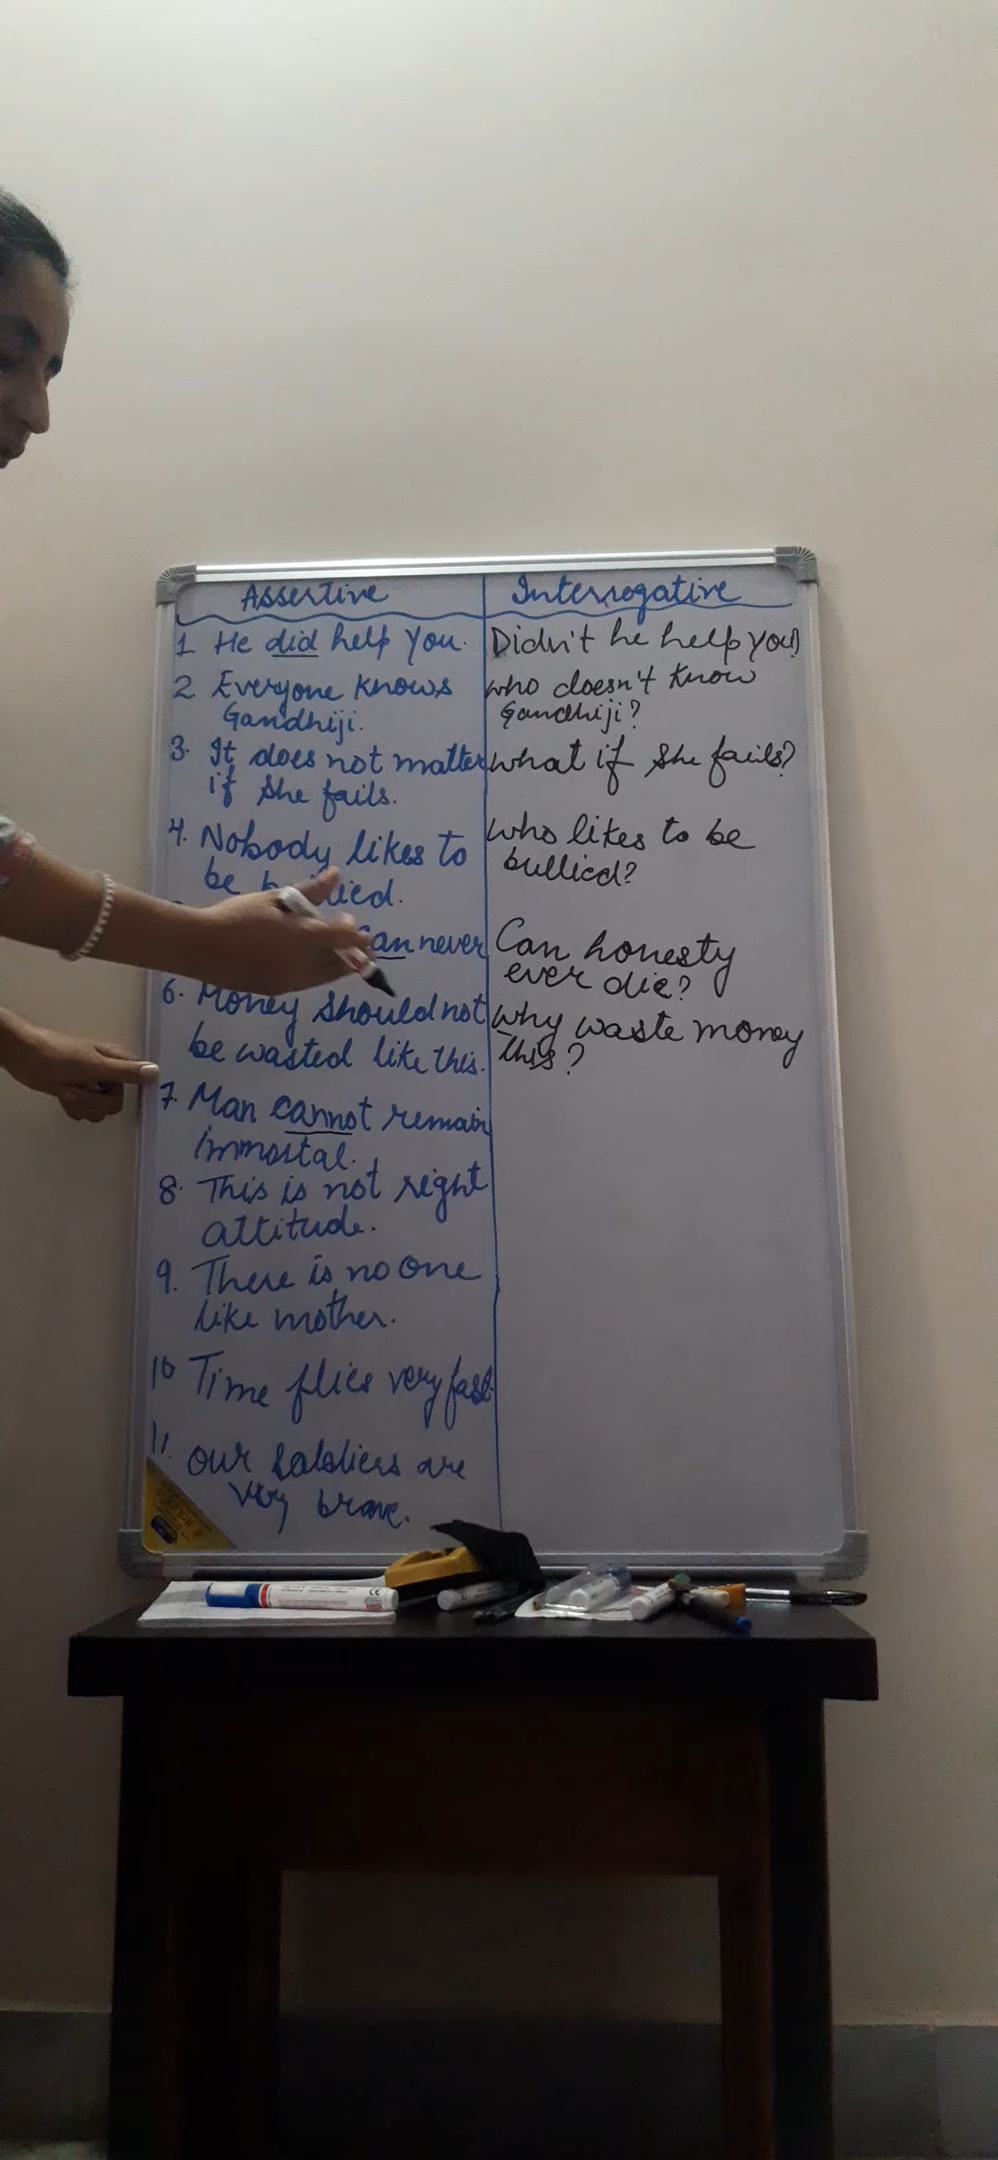 Assertive
Interrogative
1 He did help you.
Didn't he help you?
2 Everyone knows
Gandhiji.
who doesn't know
Gandhiji?
3. It does not matter
if she fails.
what if she fails?
4. Nobody likes to
be
Who likes to be
bullied?
can never
Can honesty
ever die?
6. Money should not
be wasted like this.
why waste money
this?
7. Man cannot remain
immortal.
8. This is not right
attitude.
9. There is no one
like mother.
10 Time flies very fast.
11. our soldiers are
very brave.